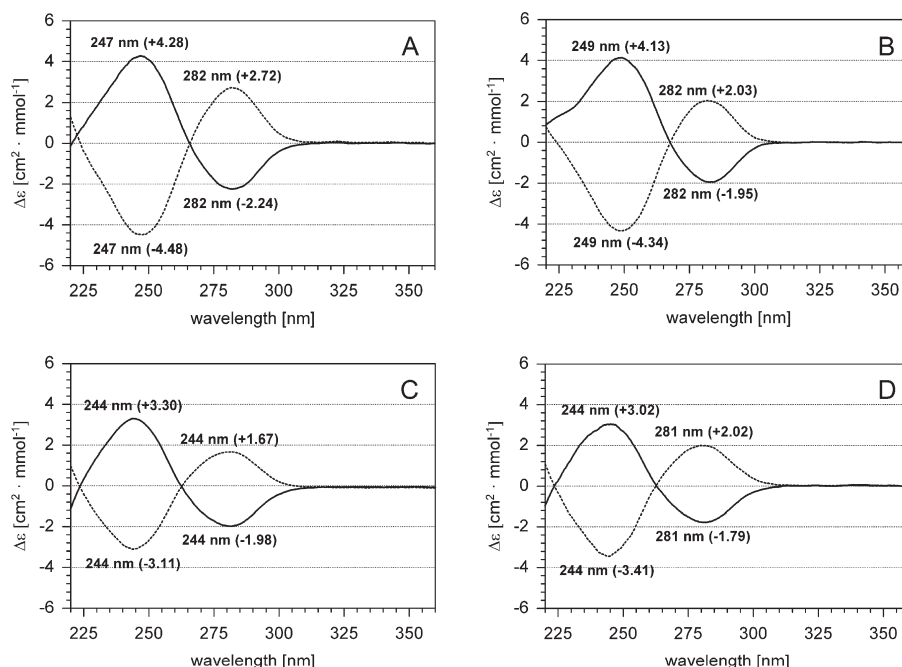 A
247 nm (+4.28)
282 nm (+2.72)
282 nm (-2.24)
247 nm (-4.48)
Δε [cm² · mmol⁻¹]
6
4
2
0
-2
-4
-6
225 250 275 300 325 350
wavelength [nm]
B
249 nm (+4.13)
282 nm (+2.03)
282 nm (-1.95)
249 nm (-4.34)
Δε [cm² · mmol⁻¹]
6
4
2
0
-2
-4
-6
225 250 275 300 325 350
wavelength [nm]
C
244 nm (+3.30)
244 nm (+1.67)
244 nm (-1.98)
244 nm (-3.11)
Δε [cm² · mmol⁻¹]
6
4
2
0
-2
-4
-6
225 250 275 300 325 350
wavelength [nm]
D
244 nm (+3.02)
281 nm (+2.02)
281 nm (-1.79)
244 nm (-3.41)
Δε [cm² · mmol⁻¹]
6
4
2
0
-2
-4
-6
225 250 275 300 325 350
wavelength [nm]